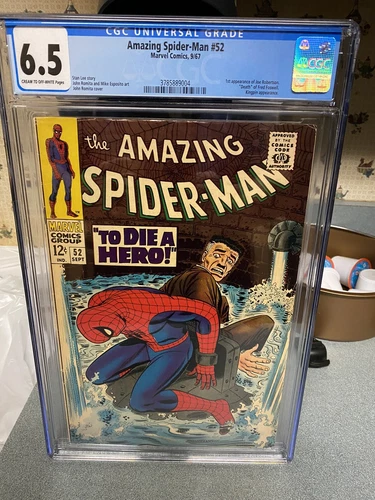 CGC UNIVERSAL GRADE
6.5
CREAM TO OFF-WHITE Pages
Amazing Spider-Man #52
Marvel Comics, 9/67
Stan Lee story
John Romita and Mike Esposito art
John Romita cover
3785889004
1st appearance of Joe Robertson.
"Death" of Fred Foswell.
Kingpin appearance.
CGC
the AMAZING
SPIDER-MAN
APPROVED
BY THE
COMICS
CODE
AUTHORITY
MARVEL
COMICS
GROUP
12¢
IND.
52
SEPT
"TO DIE A
HERO!"